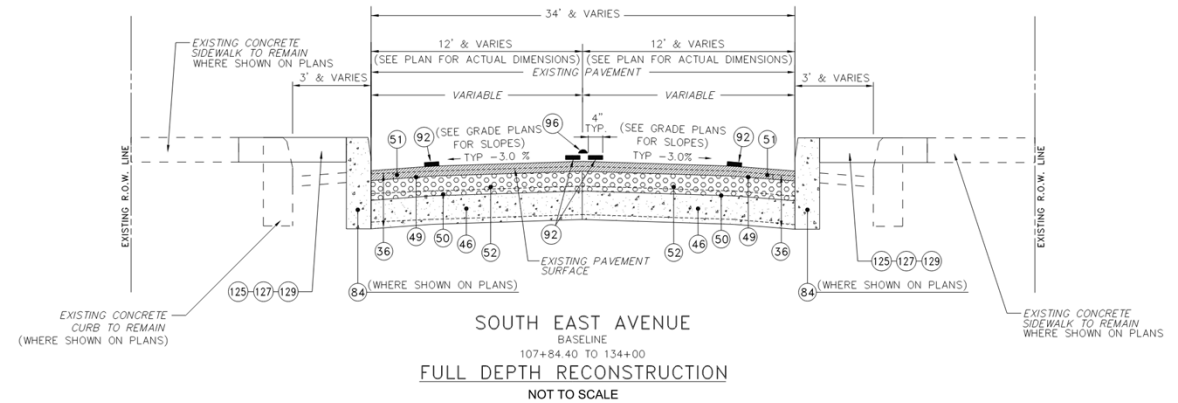 34' & VARIES
12' & VARIES
(SEE PLAN FOR ACTUAL DIMENSIONS)
12' & VARIES
(SEE PLAN FOR ACTUAL DIMENSIONS)
EXISTING PAVEMENT
VARIABLE
VARIABLE
EXISTING CONCRETE
SIDEWALK TO REMAIN
WHERE SHOWN ON PLANS
3' & VARIES
3' & VARIES
51
92
(SEE GRADE PLANS
FOR SLOPES)
TYP -3.0 %
96
4"
TYP.
(SEE GRADE PLANS
FOR SLOPES)
TYP -3.0%
92
51
EXISTING R.O.W. LINE
EXISTING R.O.W. LINE
36
49
50
46
52
92
52
46
50
49
36
EXISTING PAVEMENT
SURFACE
125
127
129
84
(WHERE SHOWN ON PLANS)
125
127
129
84
(WHERE SHOWN ON PLANS)
EXISTING CONCRETE
CURB TO REMAIN
(WHERE SHOWN ON PLANS)
EXISTING CONCRETE
SIDEWALK TO REMAIN
WHERE SHOWN ON PLANS
SOUTH EAST AVENUE
BASELINE
107+84.40 TO 134+00
FULL DEPTH RECONSTRUCTION
NOT TO SCALE